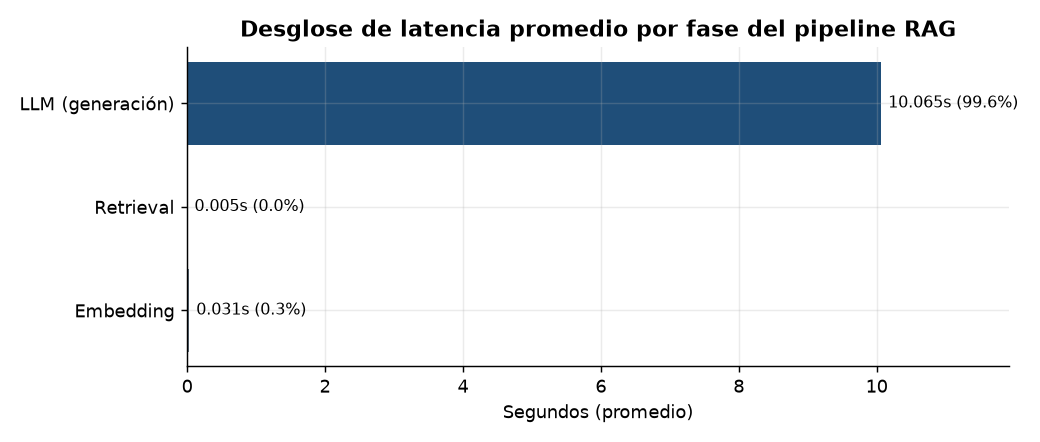 Desglose de latencia promedio por fase del pipeline RAG
LLM (generación)
10.065s (99.6%)
Retrieval
0.005s (0.0%)
Embedding
0.031s (0.3%)
0 2 4 6 8 10
Segundos (promedio)